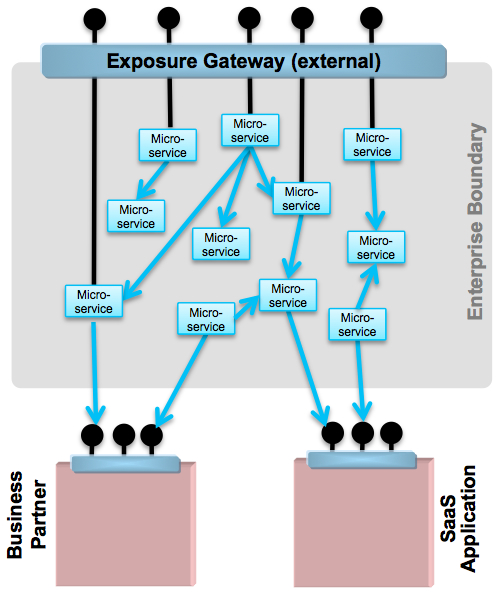 Exposure Gateway (external)
Micro-
service
Micro-
service
Micro-
service
Micro-
service
Micro-
service
Micro-
service
Micro-
service
Micro-
service
Micro-
service
Micro-
service
Micro-
service
Micro-
service
Enterprise Boundary
Business
Partner
SaaS
Application